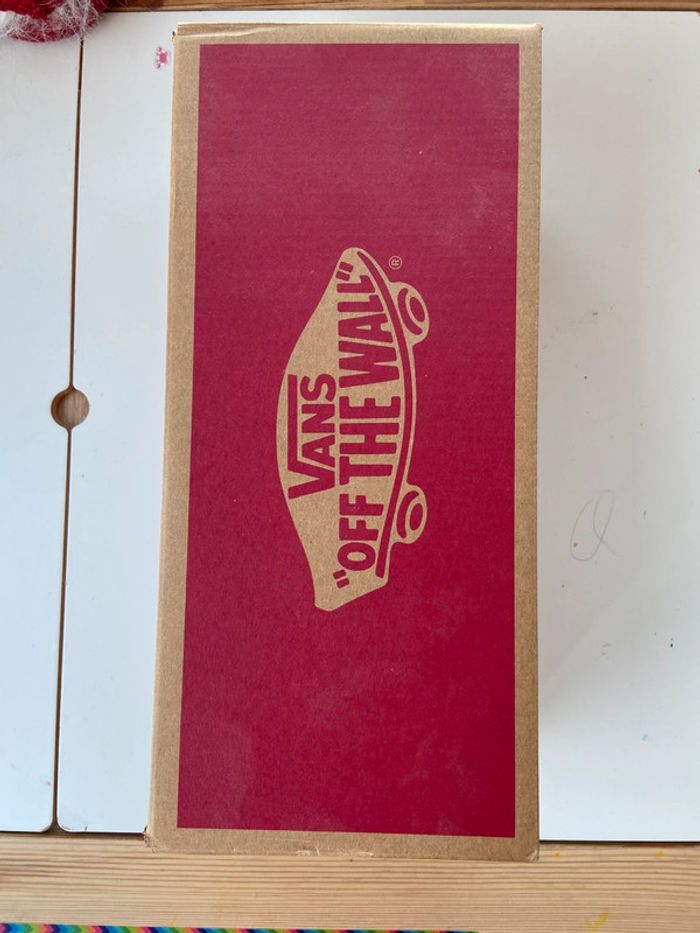 VANS
"OFF THE WALL"
®